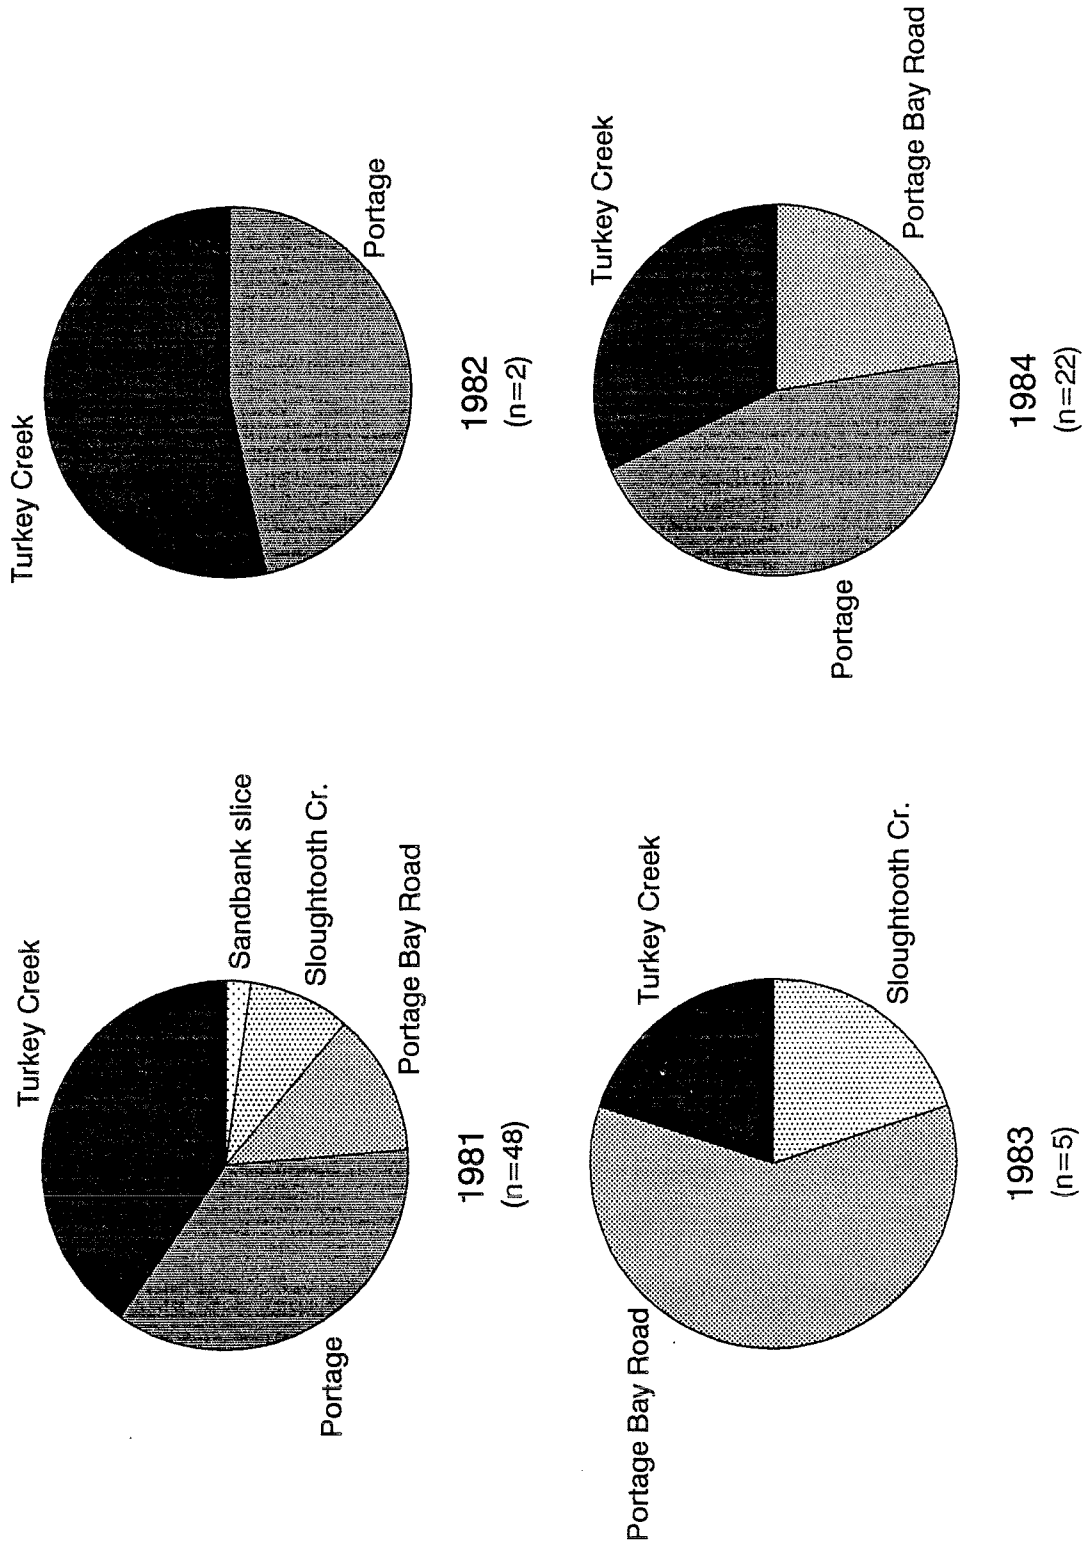 Turkey Creek
Sandbank slice
Sloughtooth Cr.
Portage Bay Road
Portage
1981
(n=48)
Turkey Creek
Portage
1982
(n=2)
Turkey Creek
Sloughtooth Cr.
Portage Bay Road
1983
(n=5)
Turkey Creek
Portage Bay Road
Portage
1984
(n=22)